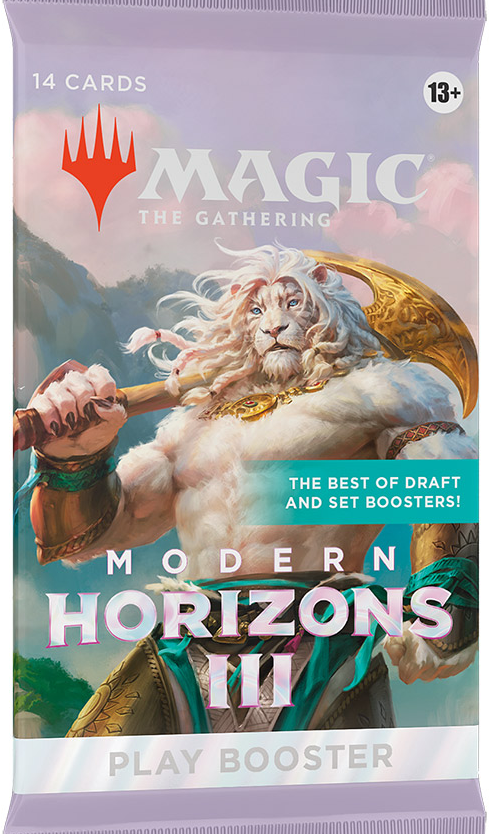 14 CARDS
13+
MAGIC®
THE GATHERING
THE BEST OF DRAFT
AND SET BOOSTERS!
MODERN
HORIZONS
III
PLAY BOOSTER